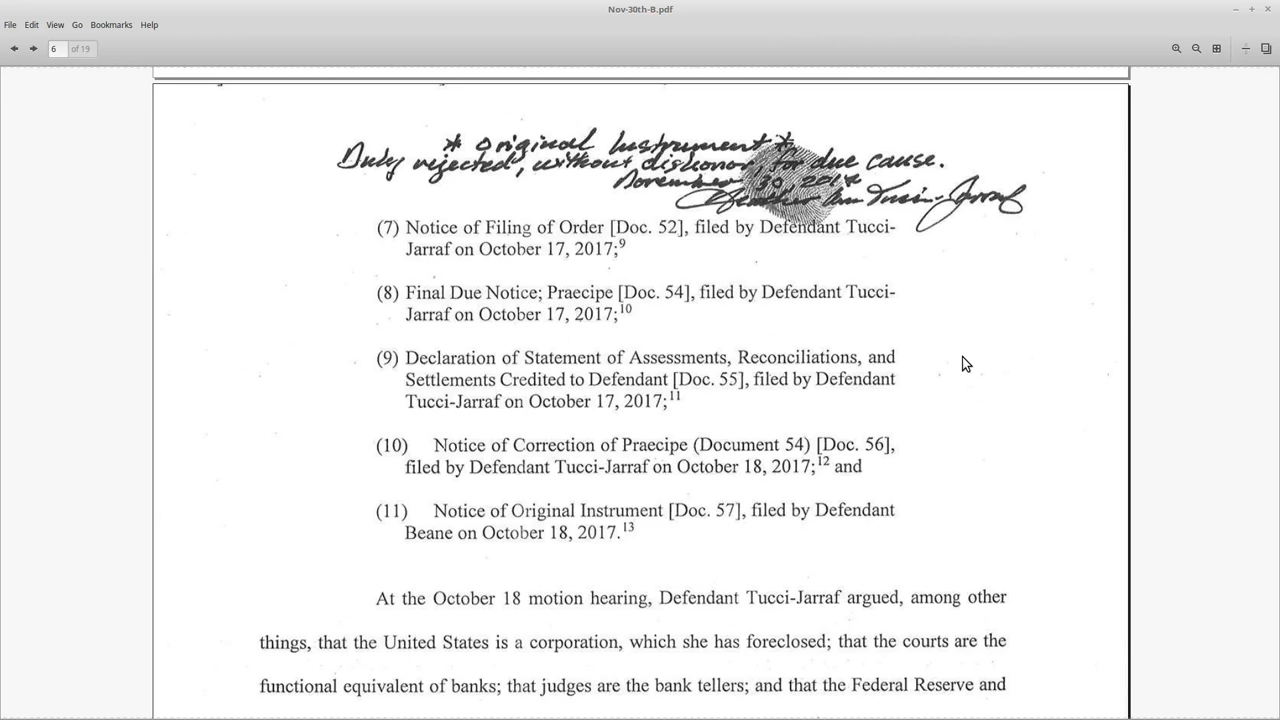 Nov-30th-B.pdf
File Edit View Go Bookmarks Help
6 of 19
* Original Instrument *
Duly rejected, without dishonor, for due cause.
November 30, 2017
Heather Ann Tucci-Jarraf
(7) Notice of Filing of Order [Doc. 52], filed by Defendant Tucci-
Jarraf on October 17, 2017;9
(8) Final Due Notice; Praecipe [Doc. 54], filed by Defendant Tucci-
Jarraf on October 17, 2017;10
(9) Declaration of Statement of Assessments, Reconciliations, and
Settlements Credited to Defendant [Doc. 55], filed by Defendant
Tucci-Jarraf on October 17, 2017;11
(10) Notice of Correction of Praecipe (Document 54) [Doc. 56],
filed by Defendant Tucci-Jarraf on October 18, 2017;12 and
(11) Notice of Original Instrument [Doc. 57], filed by Defendant
Beane on October 18, 2017.13
At the October 18 motion hearing, Defendant Tucci-Jarraf argued, among other
things, that the United States is a corporation, which she has foreclosed; that the courts are the
functional equivalent of banks; that judges are the bank tellers; and that the Federal Reserve and